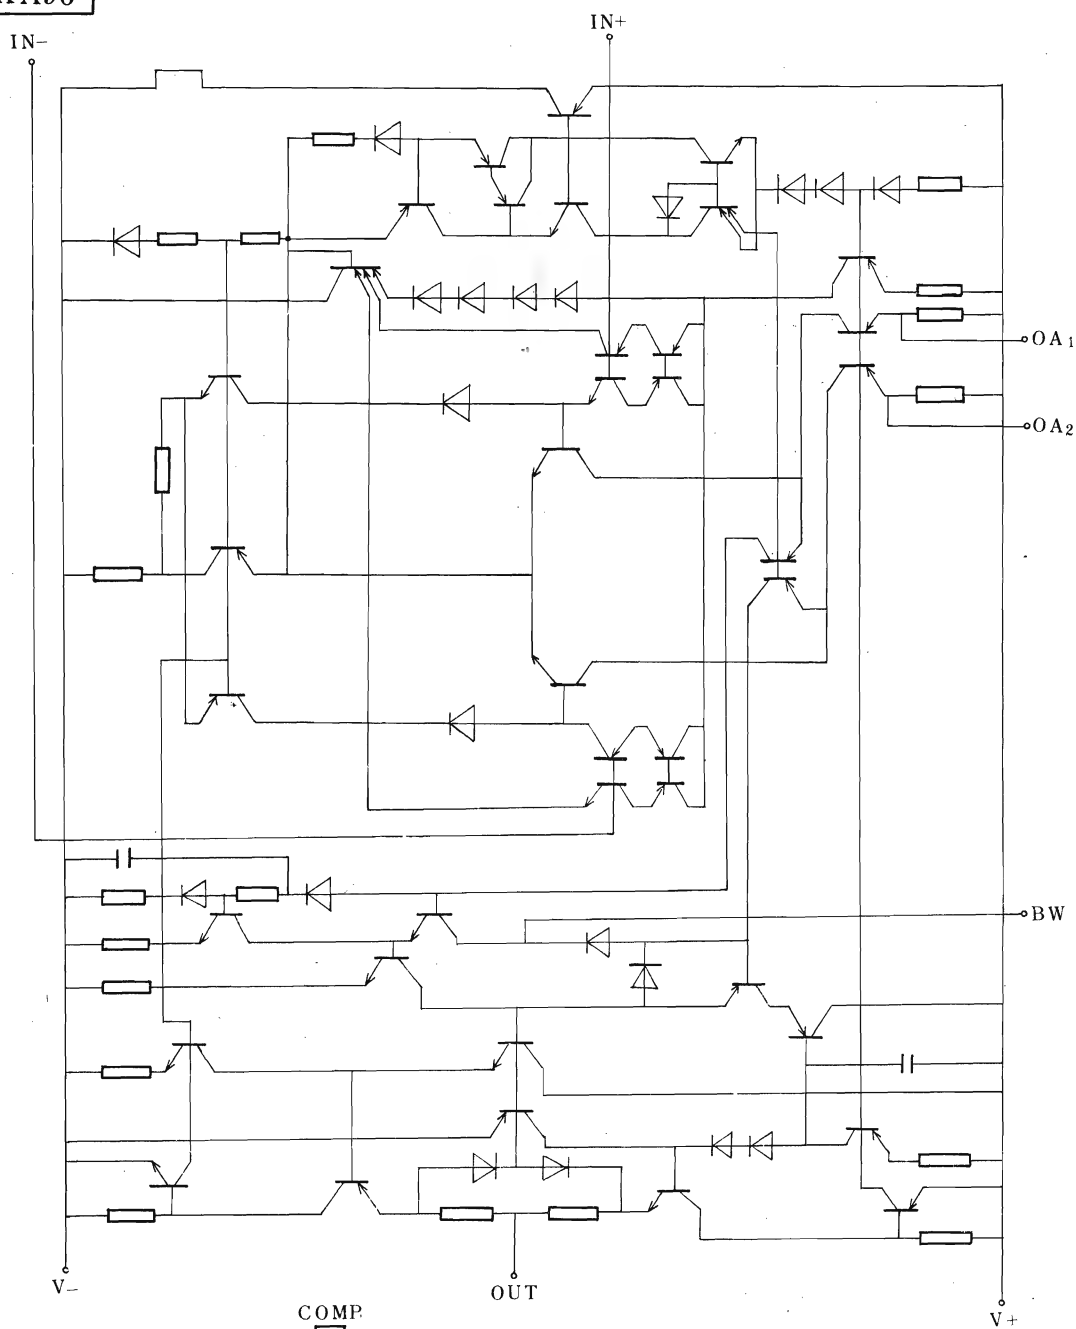 IN-
IN+
OA1
OA2
BW
V-
OUT
V+
COMP.